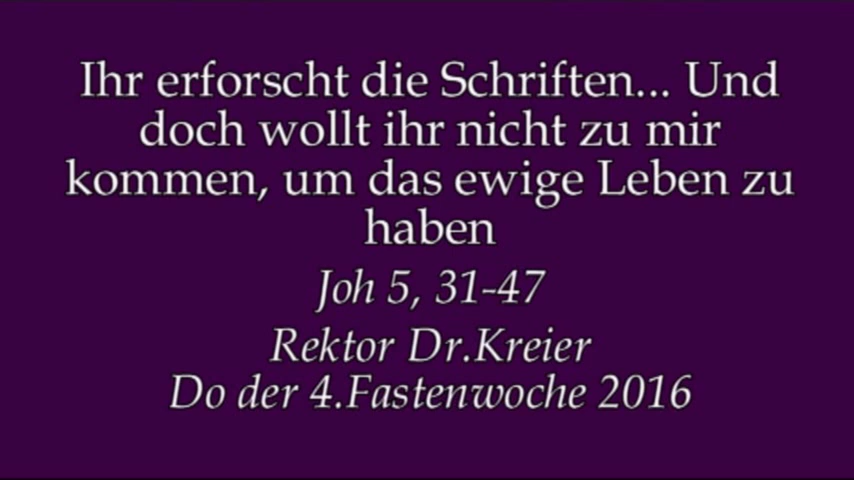 Ihr erforscht die Schriften... Und
doch wollt ihr nicht zu mir
kommen, um das ewige Leben zu
haben
Joh 5, 31-47
Rektor Dr.Kreier
Do der 4.Fastenwoche 2016